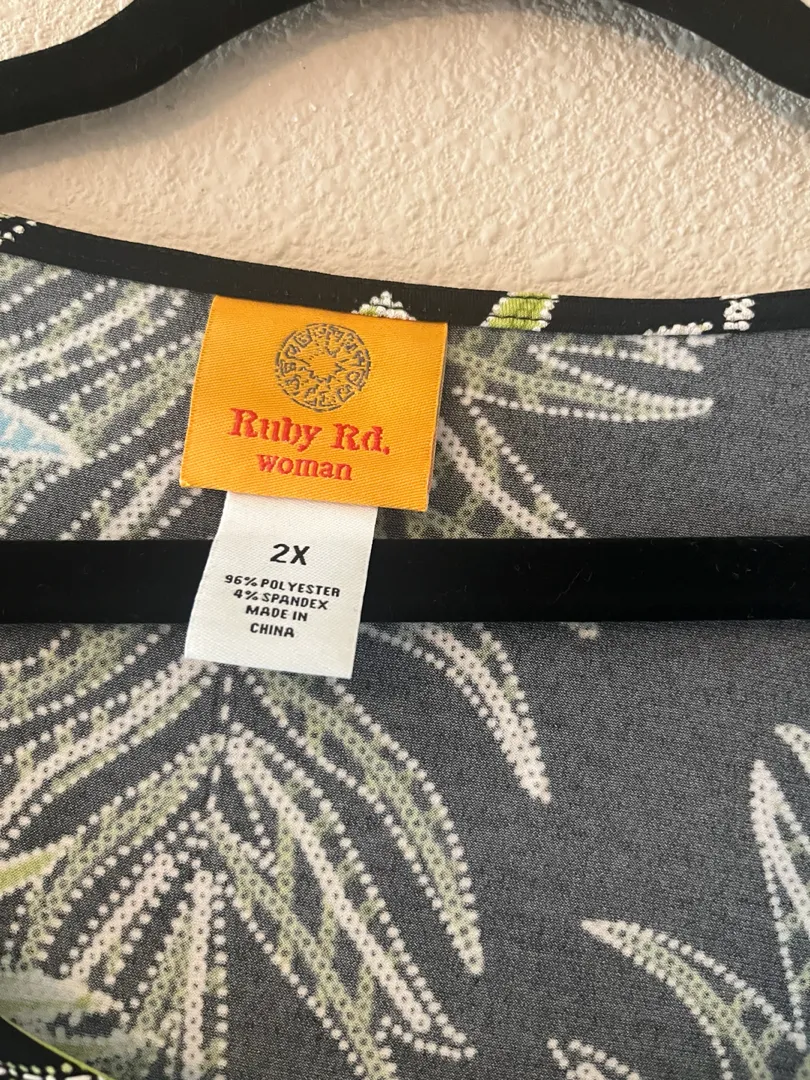 Ruby Rd.
woman
2X
96% POLYESTER
4% SPANDEX
MADE IN
CHINA